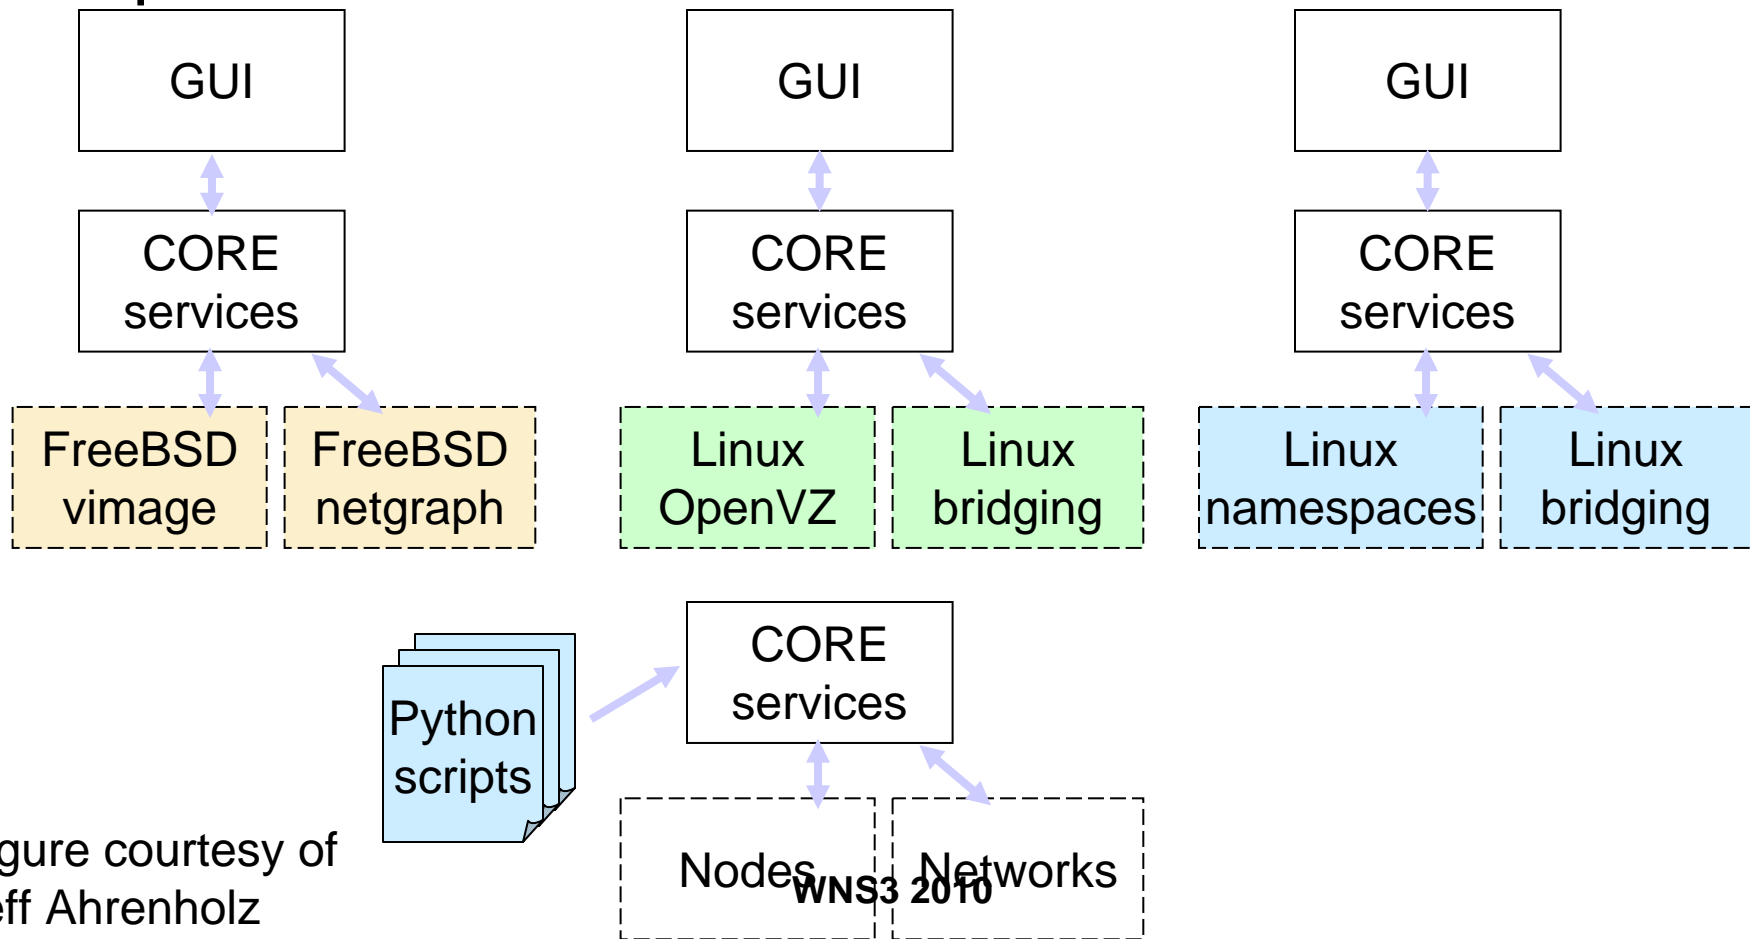 GUI
GUI
GUI
CORE
services
CORE
services
CORE
services
FreeBSD
vimage
FreeBSD
netgraph
Linux
OpenVZ
Linux
bridging
Linux
namespaces
Linux
bridging
Python
scripts
CORE
services
Nodes
Networks
WNS3 2010
gure courtesy of
eff Ahrenholz